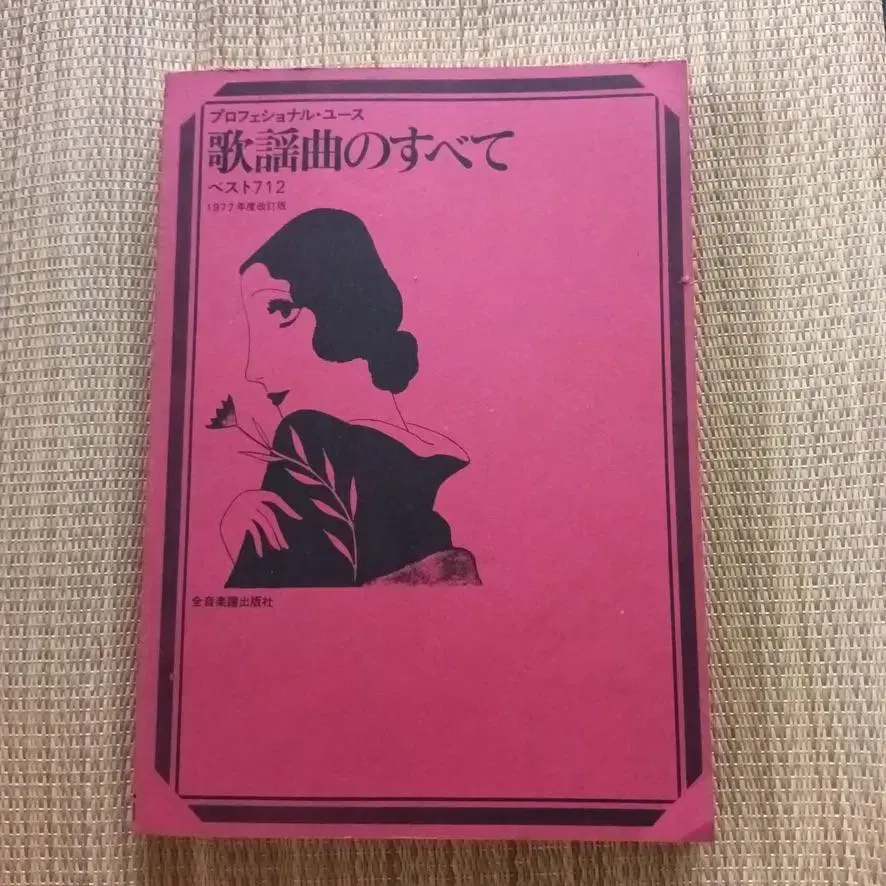 プロフェショナル・ユース
歌謡曲のすべて
ベスト712
1977年度改訂版
全音楽譜出版社